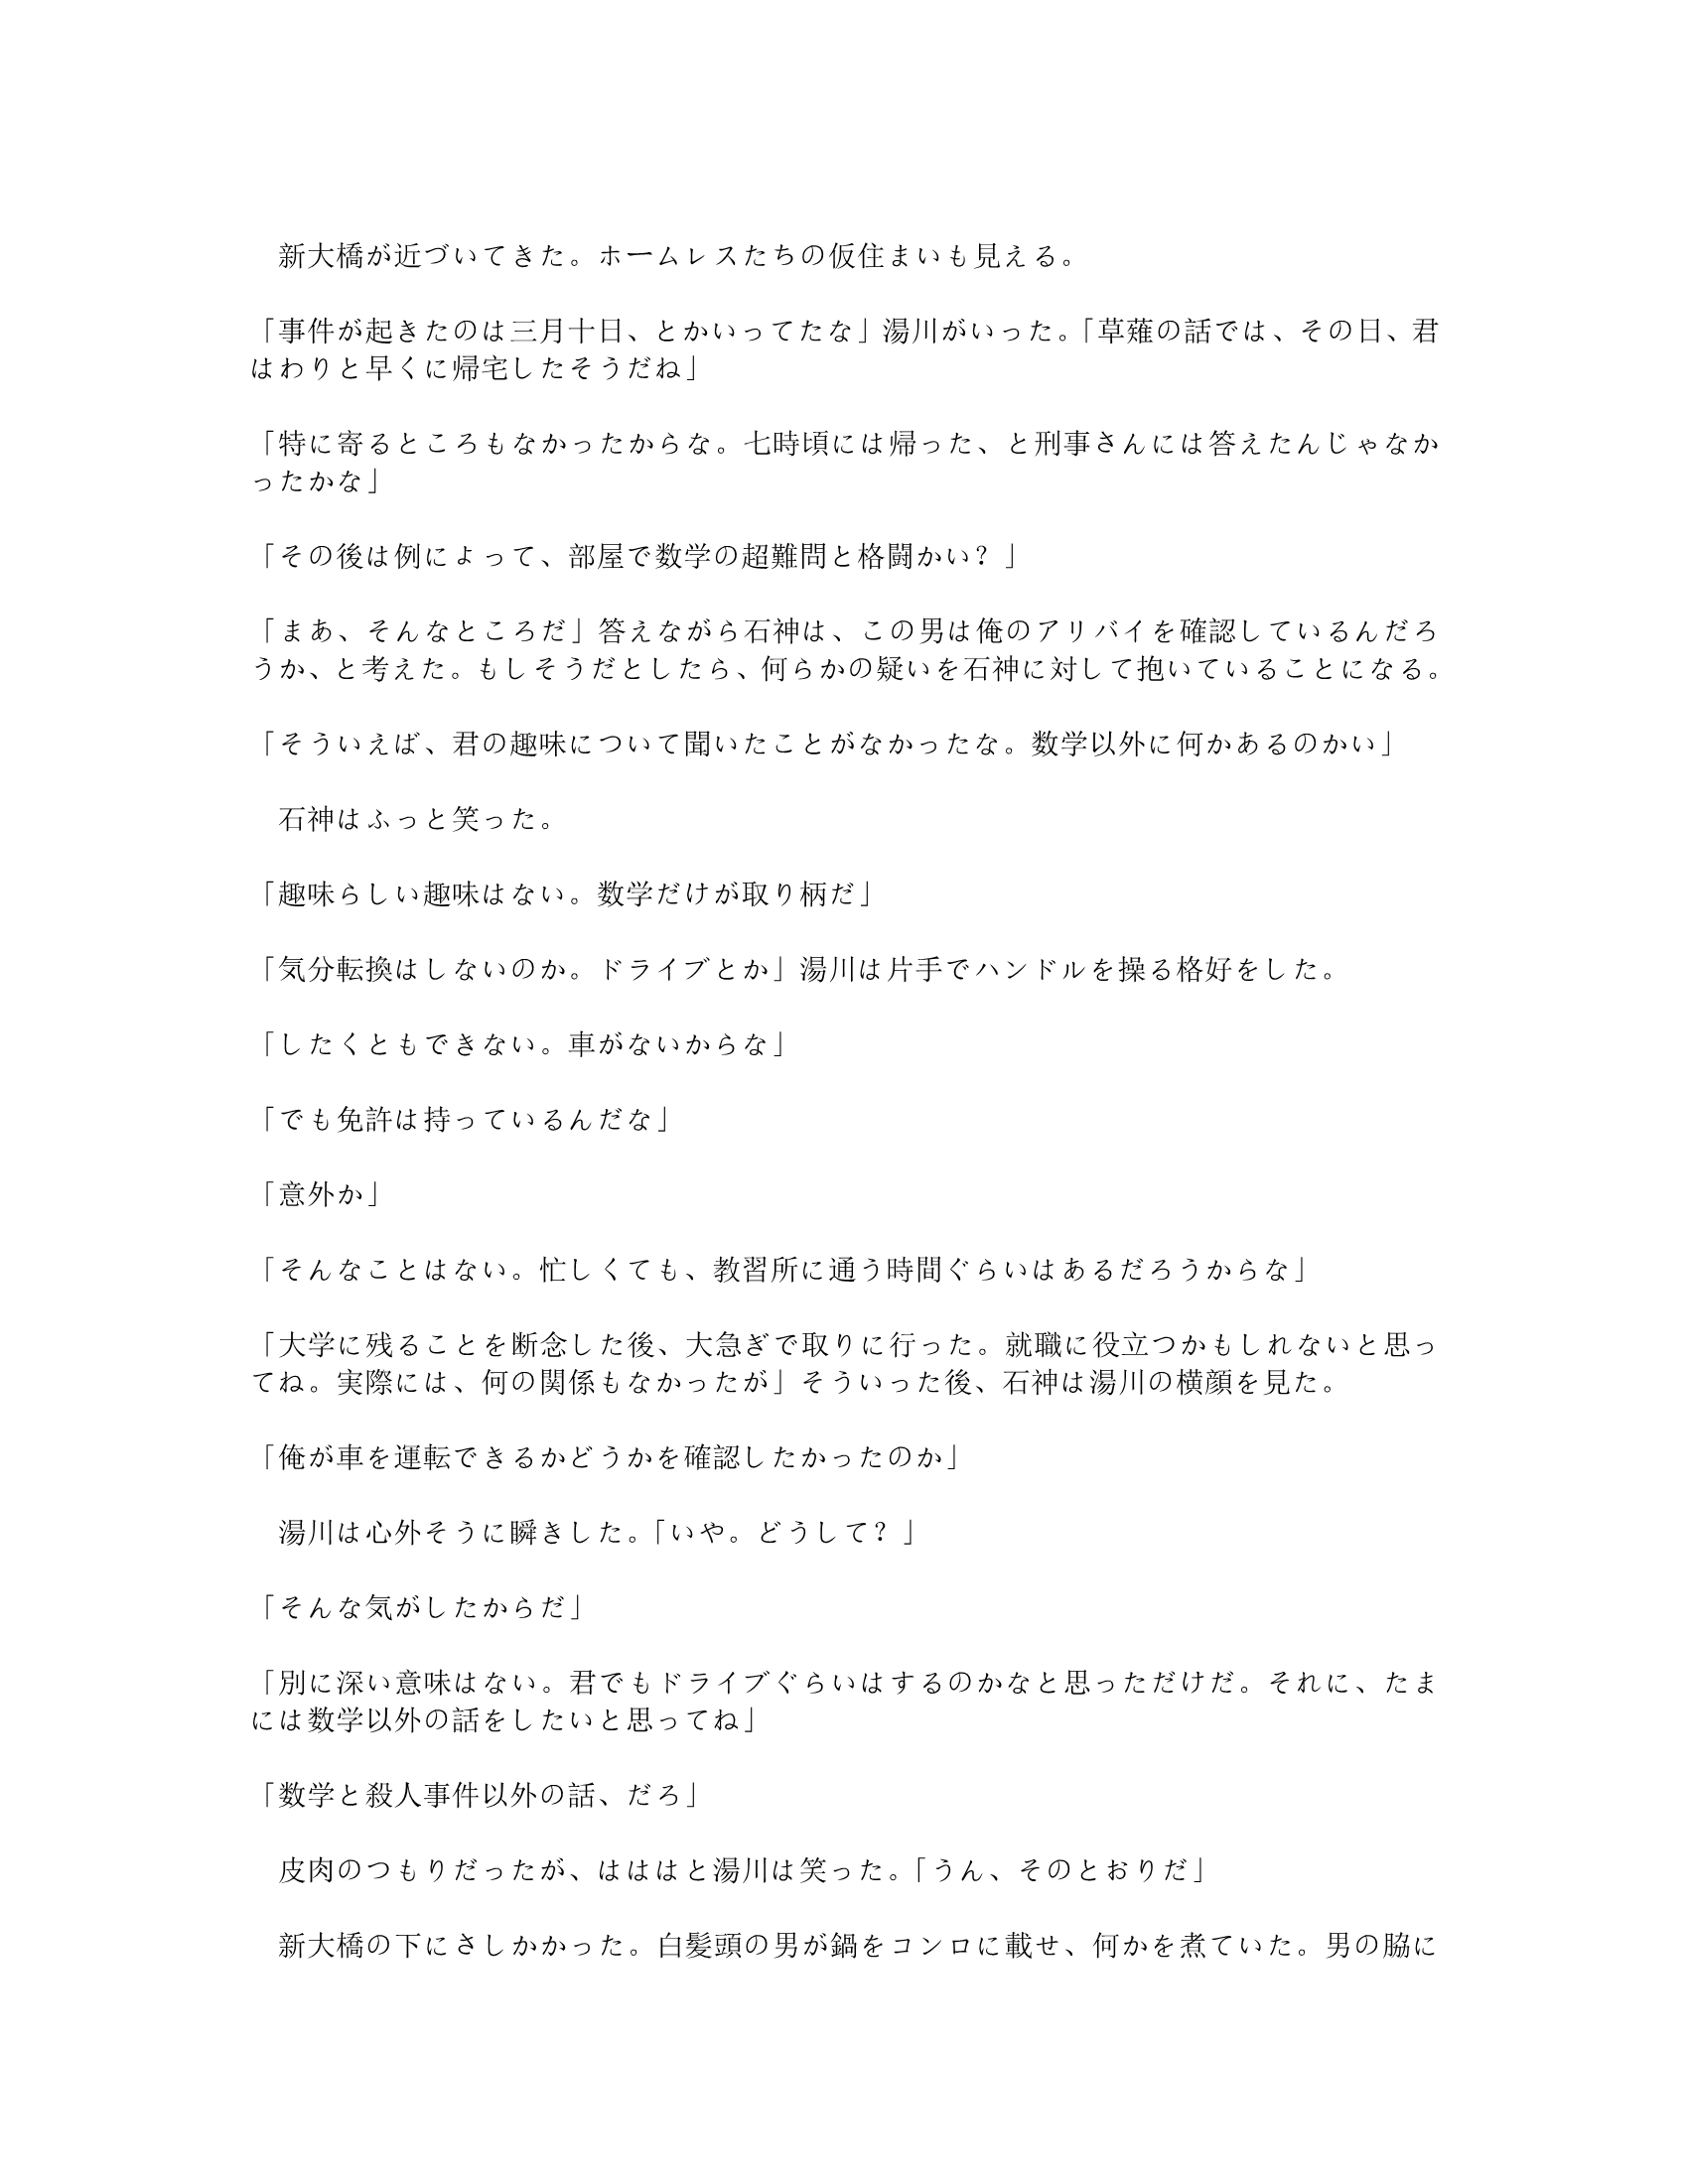 新大橋が近づいてきた。ホームレスたちの仮住まいも見える。
「事件が起きたのは三月十日、とかいってたな」湯川がいった。「草薙の話では、その日、君
はわりと早くに帰宅したそうだね」
「特に寄るところもなかったからな。七時頃には帰った、と刑事さんには答えたんじゃなか
ったかな」
「その後は例によって、部屋で数学の超難問と格闘かい？」
「まあ、そんなところだ」答えながら石神は、この男は俺のアリバイを確認しているんだろ
うか、と考えた。もしそうだとしたら、何らかの疑いを石神に対して抱いていることになる。
「そういえば、君の趣味について聞いたことがなかったな。数学以外に何かあるのかい」
　石神はふっと笑った。
「趣味らしい趣味はない。数学だけが取り柄だ」
「気分転換はしないのか。ドライブとか」湯川は片手でハンドルを操る格好をした。
「したくともできない。車がないからな」
「でも免許は持っているんだな」
「意外か」
「そんなことはない。忙しくても、教習所に通う時間ぐらいはあるだろうからな」
「大学に残ることを断念した後、大急ぎで取りに行った。就職に役立つかもしれないと思っ
てね。実際には、何の関係もなかったが」そういった後、石神は湯川の横顔を見た。
「俺が車を運転できるかどうかを確認したかったのか」
　湯川は心外そうに瞬きした。「いや。どうして？」
「そんな気がしたからだ」
「別に深い意味はない。君でもドライブぐらいはするのかなと思っただけだ。それに、たま
には数学以外の話をしたいと思ってね」
「数学と殺人事件以外の話、だろ」
　皮肉のつもりだったが、はははと湯川は笑った。「うん、そのとおりだ」
　新大橋の下にさしかかった。白髪頭の男が鍋をコンロに載せ、何かを煮ていた。男の脇に